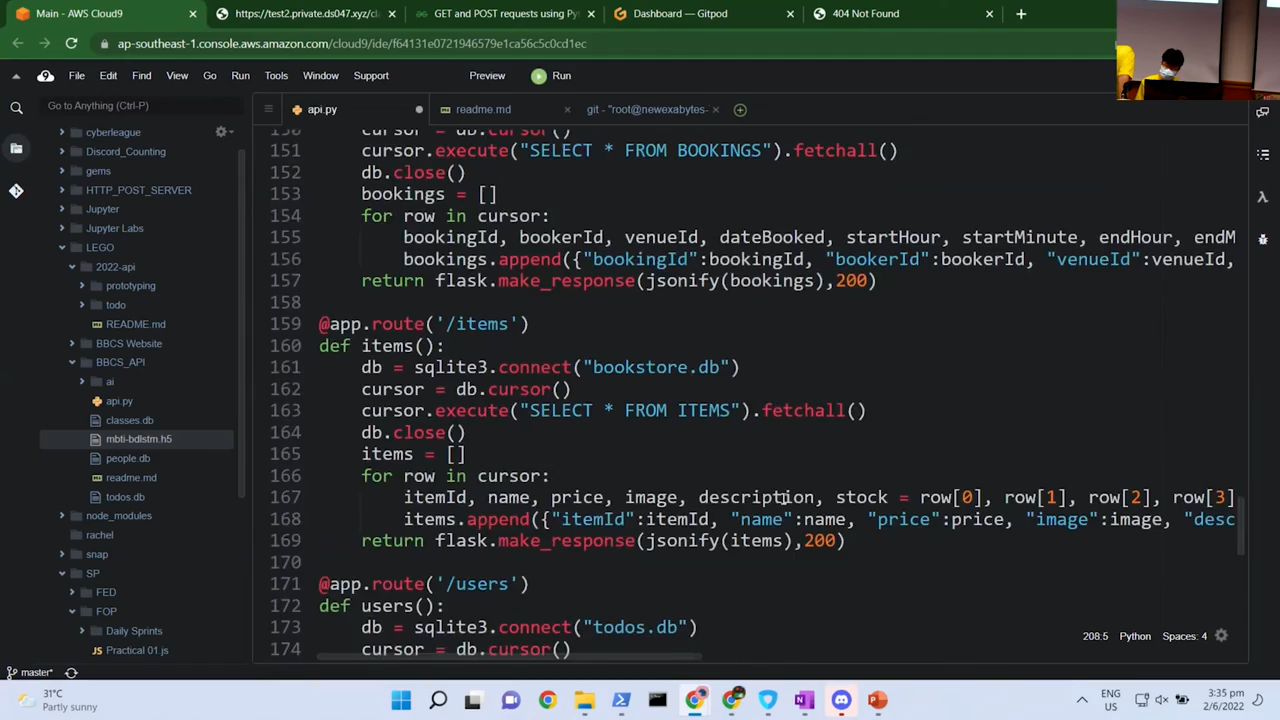 Main - AWS Cloud9
https://test2.private.ds047.xyz/cl
GET and POST requests using Pyt
Dashboard — Gitpod
404 Not Found
ap-southeast-1.console.aws.amazon.com/cloud9/ide/f64131e0721946579e1ca56c5c0cd1ec
File Edit Find View Go Run Tools Window Support Preview Run
Go to Anything (Ctrl-P)
api.py
readme.md
git - "root@newexabytes-
cyberleague
Discord_Counting
gems
HTTP_POST_SERVER
Jupyter
Jupyter Labs
LEGO
2022-api
prototyping
todo
README.md
BBCS Website
BBCS_API
ai
api.py
classes.db
mbti-bdlstm.h5
people.db
readme.md
todos.db
node_modules
rachel
snap
SP
FED
FOP
Daily Sprints
Practical 01.js
150 cursor = db.cursor()
151 cursor.execute("SELECT * FROM BOOKINGS").fetchall()
152 db.close()
153 bookings = []
154 for row in cursor:
155 bookingId, bookerId, venueId, dateBooked, startHour, startMinute, endHour, endM
156 bookings.append({"bookingId":bookingId, "bookerId":bookerId, "venueId":venueId,
157 return flask.make_response(jsonify(bookings),200)
158
159 @app.route('/items')
160 def items():
161 db = sqlite3.connect("bookstore.db")
162 cursor = db.cursor()
163 cursor.execute("SELECT * FROM ITEMS").fetchall()
164 db.close()
165 items = []
166 for row in cursor:
167 itemId, name, price, image, description, stock = row[0], row[1], row[2], row[3]
168 items.append({"itemId":itemId, "name":name, "price":price, "image":image, "desc
169 return flask.make_response(jsonify(items),200)
170
171 @app.route('/users')
172 def users():
173 db = sqlite3.connect("todos.db")
174 cursor = db.cursor()
208:5 Python Spaces: 4
master*
31°C
Partly sunny
ENG
US
3:35 pm
2/6/2022